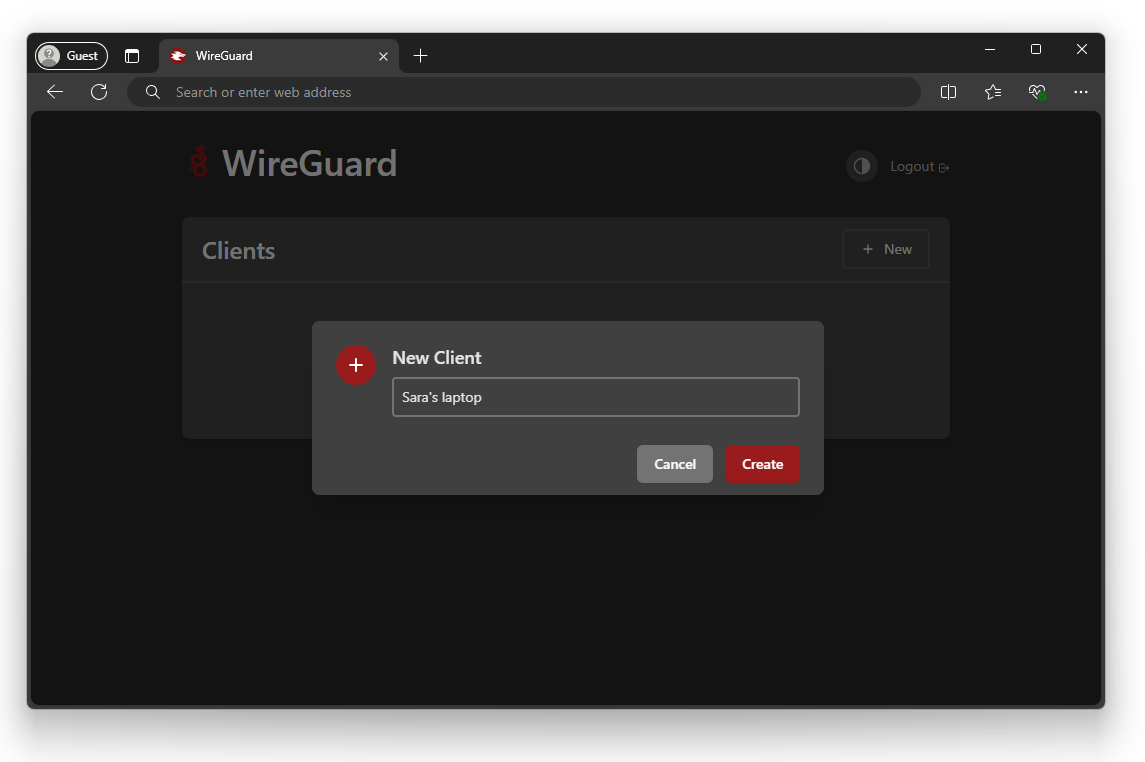 Guest
WireGuard
Search or enter web address
WireGuard
Logout
Clients
New
New Client
Sara's laptop
Cancel
Create